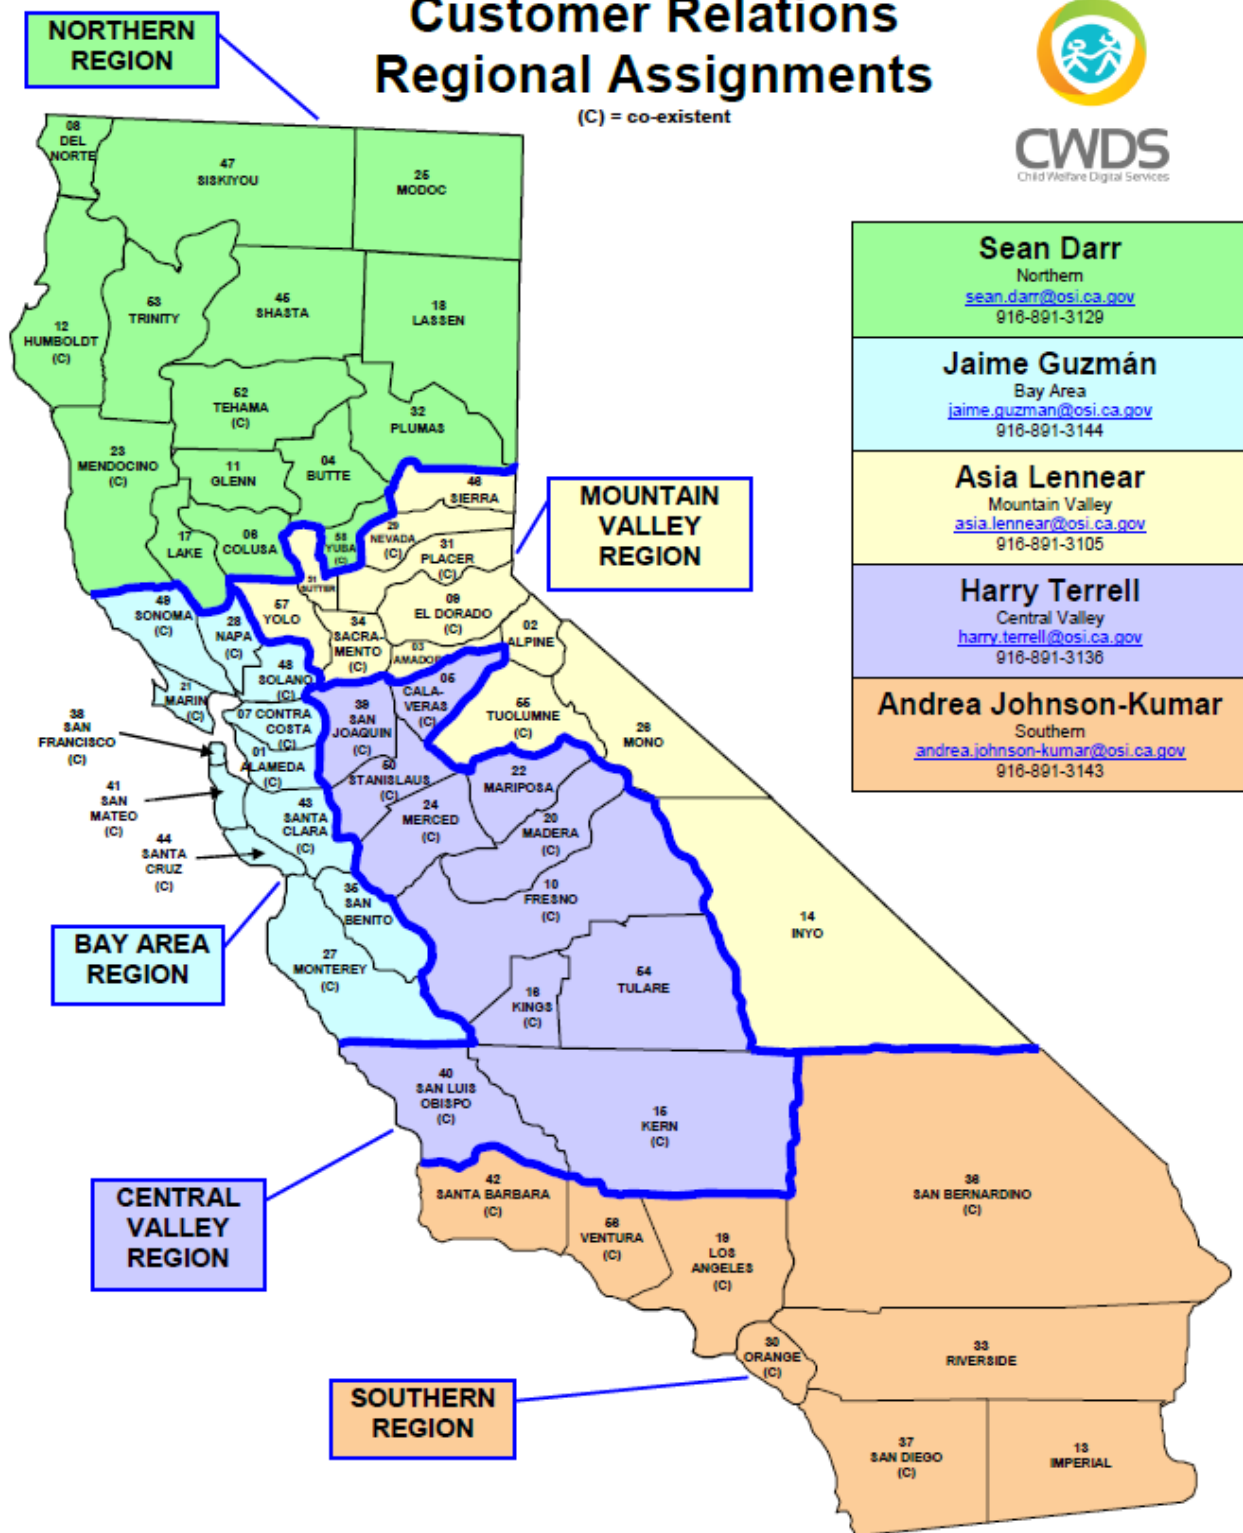 Customer Relations
Regional Assignments
(C) = co-existent
CWDS
Child Welfare Digital Services
NORTHERN
REGION
08
DEL
NORTE
47
SISKIYOU
25
MODOC
12
HUMBOLDT
(C)
53
TRINITY
45
SHASTA
18
LASSEN
52
TEHAMA
(C)
32
PLUMAS
23
MENDOCINO
(C)
11
GLENN
04
BUTTE
17
LAKE
06
COLUSA
58
YUBA
(C)
Sean Darr
Northern
sean.darr@osi.ca.gov
916-891-3129
Jaime Guzmán
Bay Area
jaime.guzman@osi.ca.gov
916-891-3144
Asia Lennear
Mountain Valley
asia.lennear@osi.ca.gov
916-891-3105
Harry Terrell
Central Valley
harry.terrell@osi.ca.gov
916-891-3136
Andrea Johnson-Kumar
Southern
andrea.johnson-kumar@osi.ca.gov
916-891-3143
MOUNTAIN
VALLEY
REGION
46
SIERRA
29
NEVADA
(C)
31
PLACER
(C)
51
SUTTER
57
YOLO
34
SACRA-
MENTO
(C)
09
EL DORADO
(C)
03
AMADOR
02
ALPINE
55
TUOLUMNE
(C)
26
MONO
14
INYO
49
SONOMA
(C)
28
NAPA
(C)
48
SOLANO
(C)
21
MARIN
(C)
07 CONTRA
COSTA
(C)
38
SAN
FRANCISCO
(C)
01
ALAMEDA
(C)
41
SAN
MATEO
(C)
43
SANTA
CLARA
(C)
44
SANTA
CRUZ
(C)
35
SAN
BENITO
27
MONTEREY
(C)
BAY AREA
REGION
05
CALA-
VERAS
(C)
39
SAN
JOAQUIN
(C)
50
STANISLAUS
(C)
22
MARIPOSA
24
MERCED
(C)
20
MADERA
(C)
10
FRESNO
(C)
16
KINGS
(C)
54
TULARE
40
SAN LUIS
OBISPO
(C)
15
KERN
(C)
CENTRAL
VALLEY
REGION
42
SANTA BARBARA
(C)
56
VENTURA
(C)
19
LOS
ANGELES
(C)
36
SAN BERNARDINO
(C)
30
ORANGE
(C)
33
RIVERSIDE
37
SAN DIEGO
(C)
13
IMPERIAL
SOUTHERN
REGION